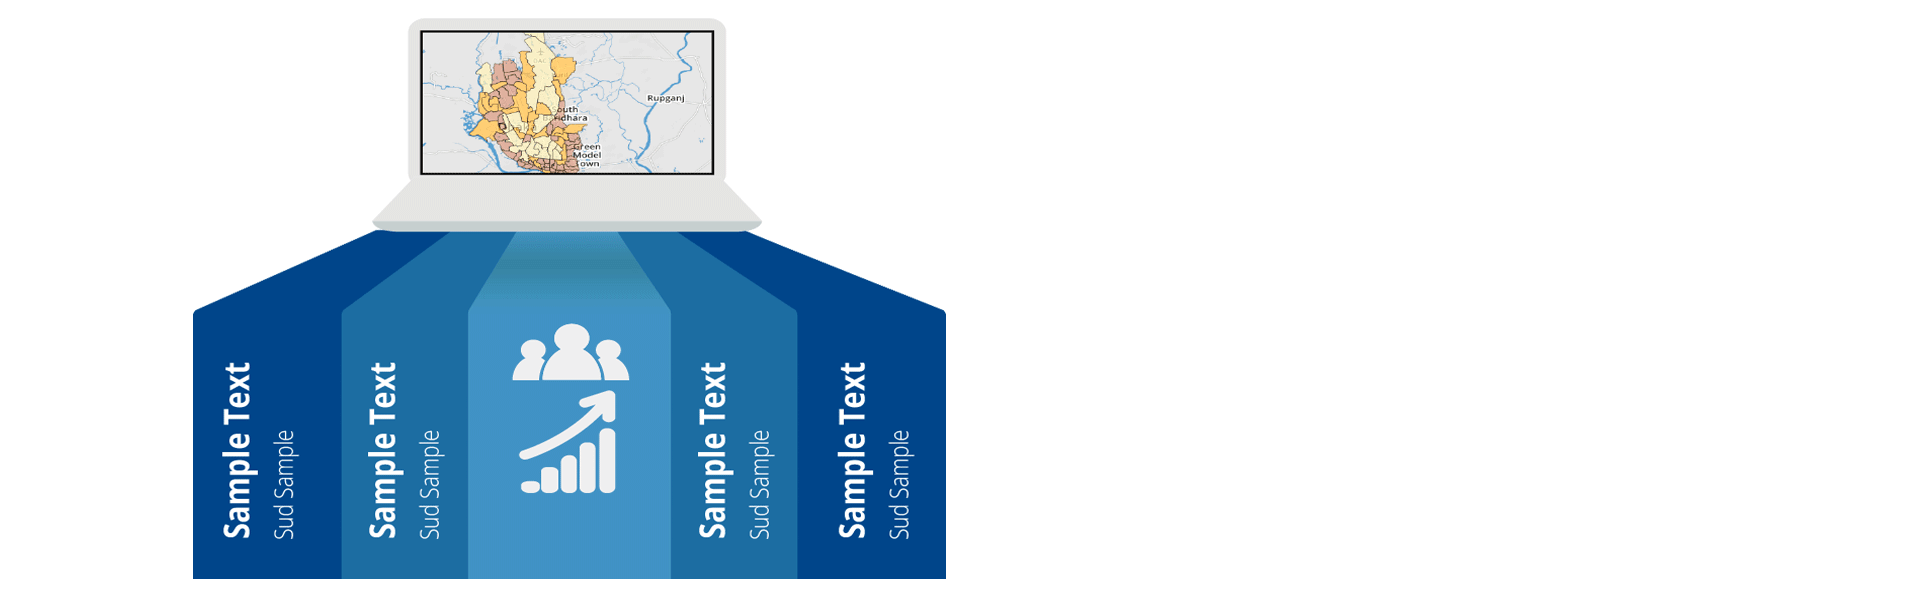 Rupganj
outh
dhara
reen
Model
own
Sample Text
Sud Sample
Sample Text
Sud Sample
Sample Text
Sud Sample
Sample Text
Sud Sample